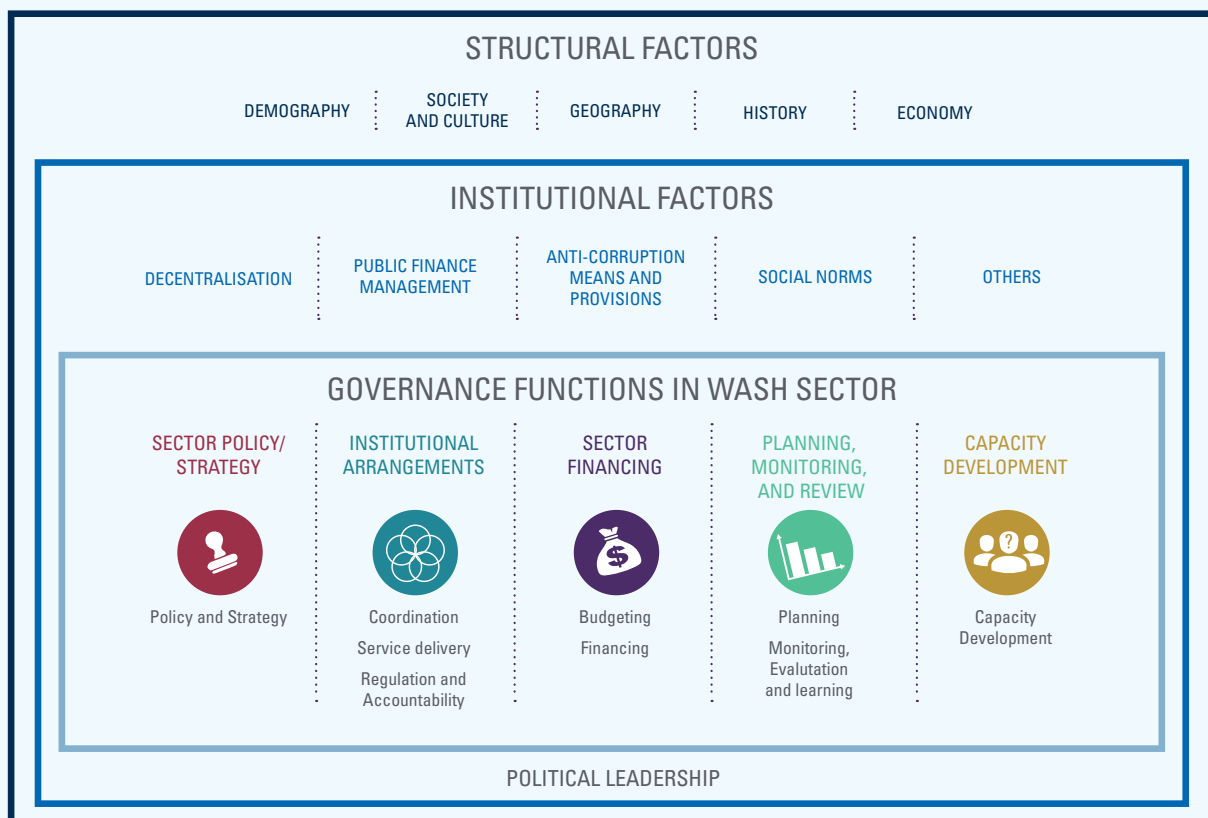 STRUCTURAL FACTORS
DEMOGRAPHY
SOCIETY
AND CULTURE
GEOGRAPHY
HISTORY
ECONOMY
INSTITUTIONAL FACTORS
DECENTRALISATION
PUBLIC FINANCE
MANAGEMENT
ANTI-CORRUPTION
MEANS AND
PROVISIONS
SOCIAL NORMS
OTHERS
GOVERNANCE FUNCTIONS IN WASH SECTOR
SECTOR POLICY/
STRATEGY
Policy and Strategy
INSTITUTIONAL
ARRANGEMENTS
Coordination
Service delivery
Regulation and
Accountability
SECTOR
FINANCING
$
Budgeting
Financing
PLANNING,
MONITORING,
AND REVIEW
Planning
Monitoring,
Evalutation
and learning
CAPACITY
DEVELOPMENT
?
Capacity
Development
POLITICAL LEADERSHIP